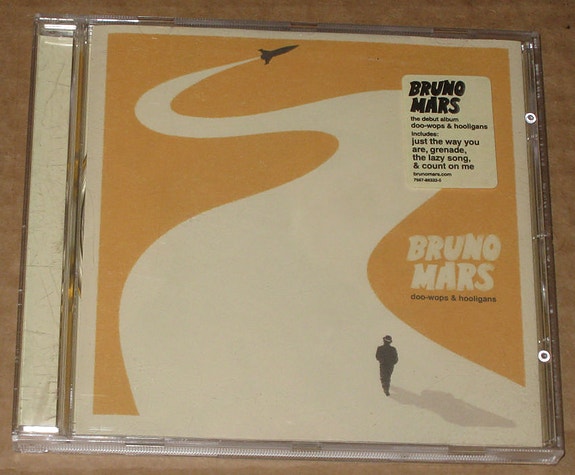 BRUNO
MARS
the debut album
doo-wops & hooligans
Includes:
just the way you
are, grenade,
the lazy song,
& count on me
brunomars.com
BRUNO
MARS
doo-wops & hooligans